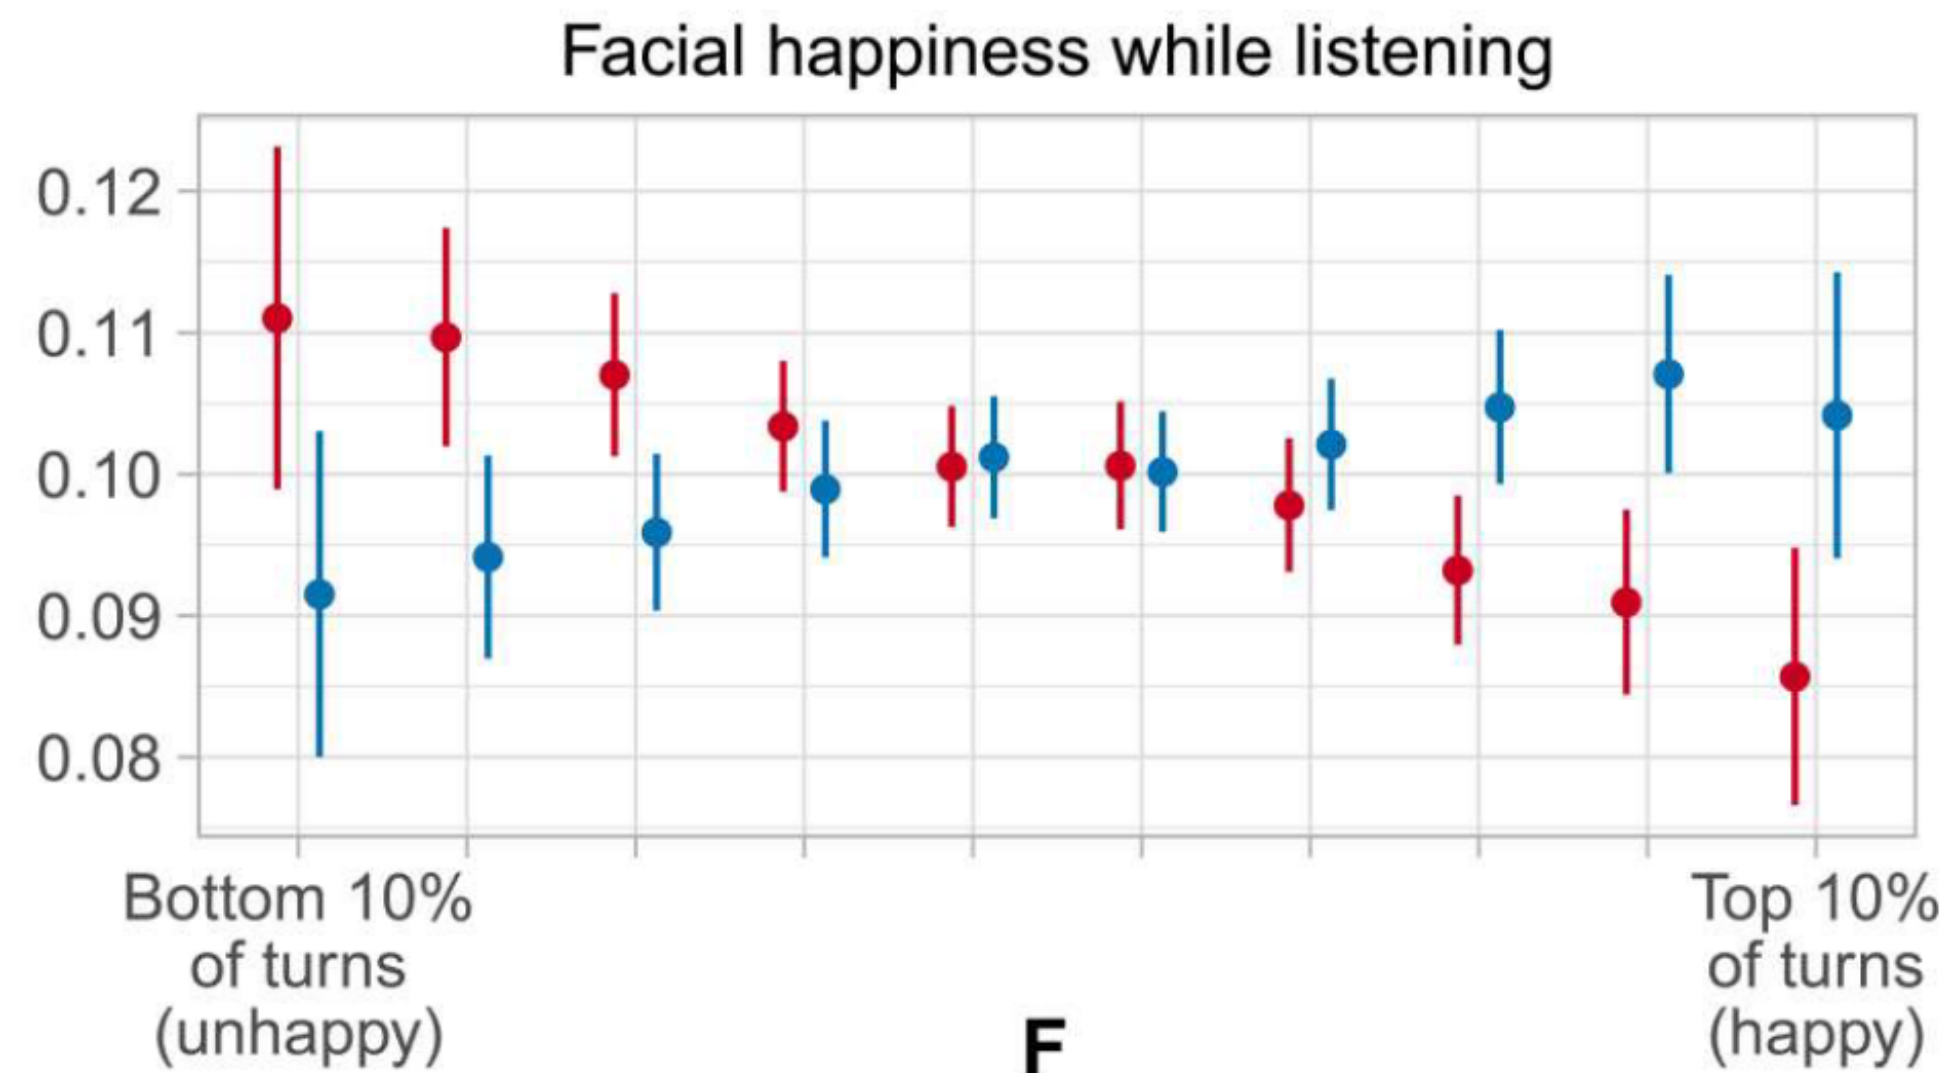 Facial happiness while listening
0.12
0.11
0.10
0.09
0.08
Bottom 10%
of turns
(unhappy)
Top 10%
of turns
(happy)
F